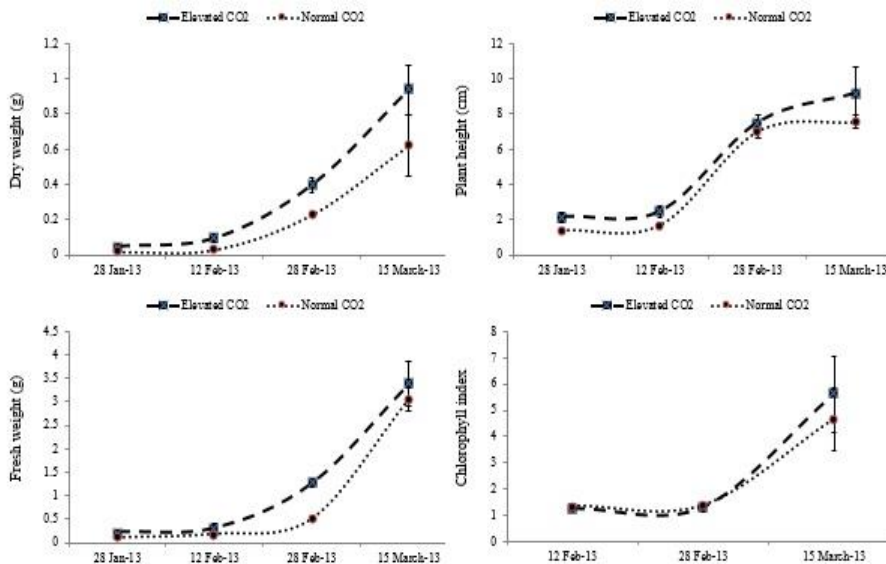 Elevated CO2 Normal CO2
Dry weight (g)
1.2
1
0.8
0.6
0.4
0.2
0
28 Jan-13 12 Feb-13 28 Feb-13 15 March-13
Elevated CO2 Normal CO2
Plant height (cm)
12
10
8
6
4
2
0
28 Jan-13 12 Feb-13 28 Feb-13 15 March-13
Elevated CO2 Normal CO2
Fresh weight (g)
4.5
4
3.5
3
2.5
2
1.5
1
0.5
0
28 Jan-13 12 Feb-13 28 Feb-13 15 March-13
Elevated CO2 Normal CO2
Chlorophyll index
8
7
6
5
4
3
2
1
0
12 Feb-13 28 Feb-13 15 March-13